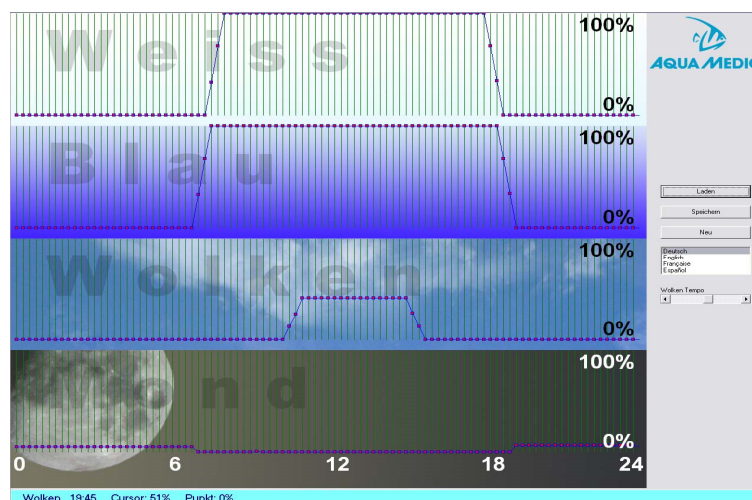 Weiss
100%
0%
Blau
100%
0%
Wolken
100%
0%
Mond
100%
0%
0 6 12 18 24
AQUA MEDIC
Laden
Speichern
Neu
Deutsch
English
Française
Español
Wolken Tempo
Wolken 19:45 Cursor: 51% Punkt: 0%